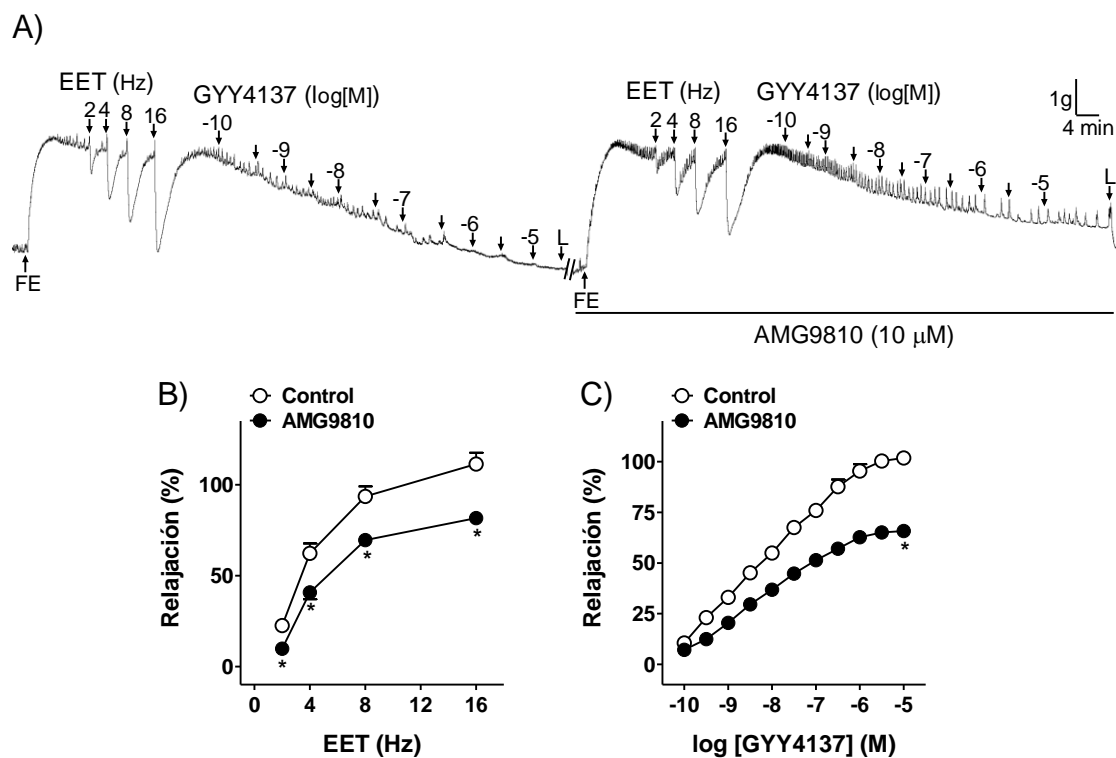 A)
EET (Hz) GYY4137 (log[M]) EET (Hz) GYY4137 (log[M])
2 4 8 16 -10 -9 -8 -7 -6 -5 L 2 4 8 16 -10 -9 -8 -7 -6 -5 L
1g
4 min
FE FE
AMG9810 (10 µM)
B)
Control
AMG9810
Relajación (%)
100
50
0
* * * *
0 4 8 12 16
EET (Hz)
C)
Control
AMG9810
Relajación (%)
100
75
50
25
0
*
-10 -9 -8 -7 -6 -5
log [GYY4137] (M)